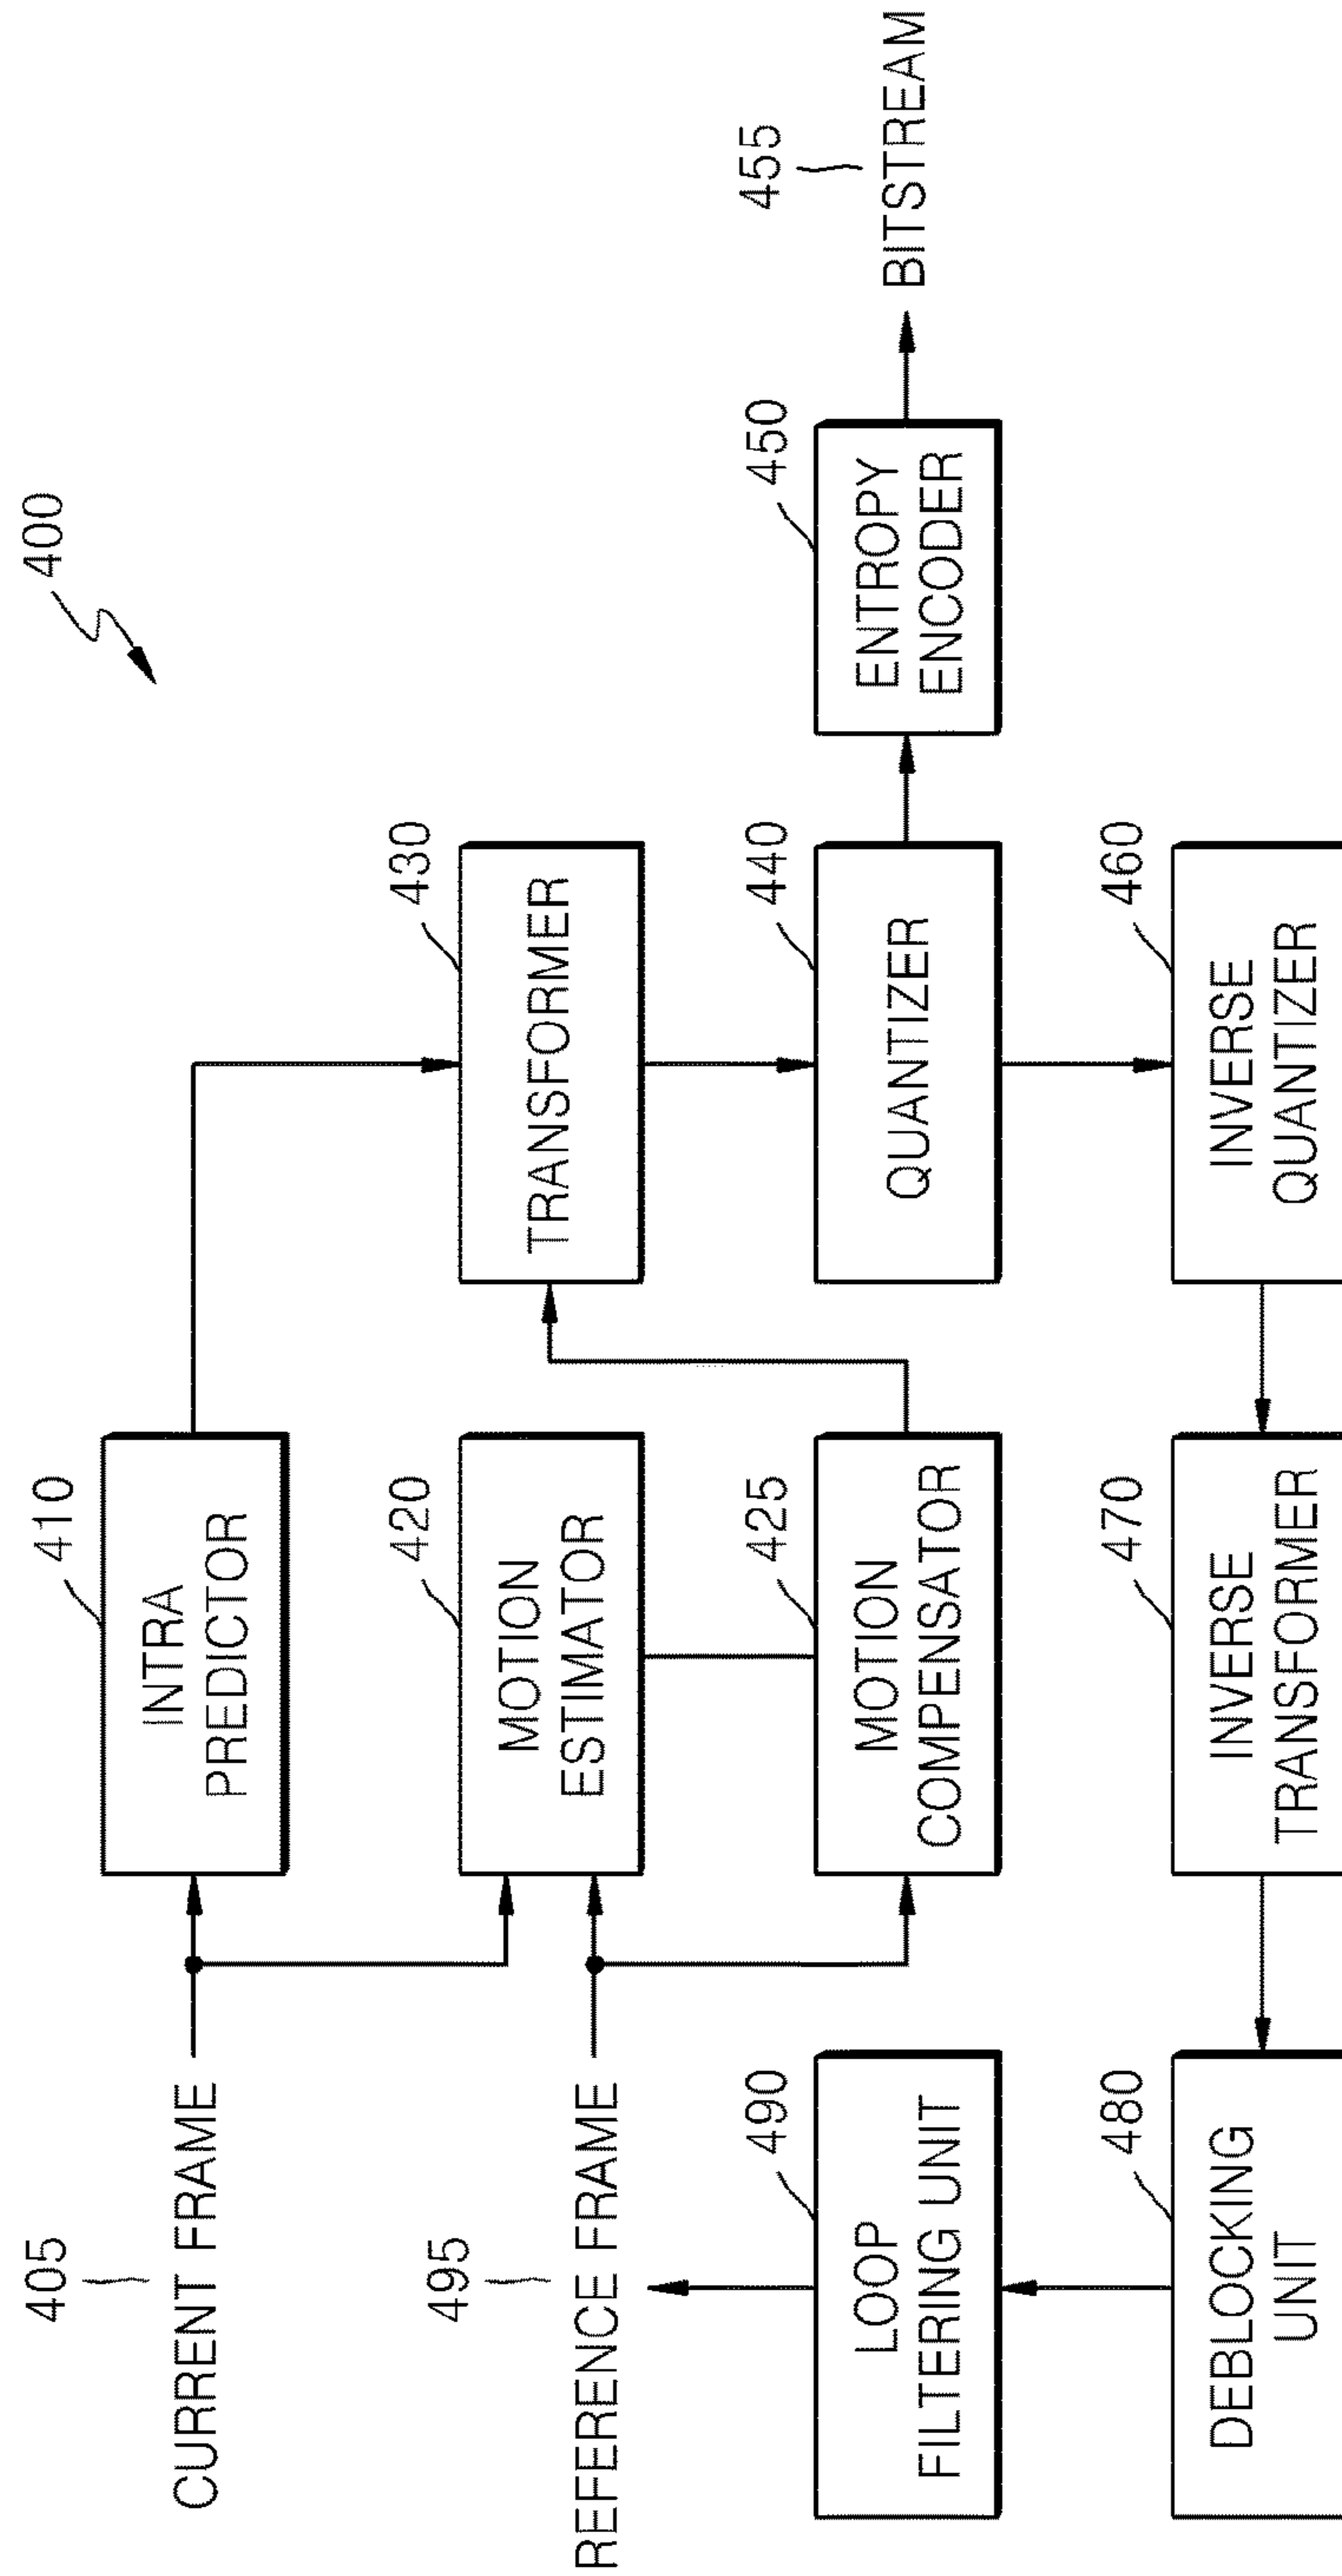 400
405
CURRENT FRAME
410
INTRA
PREDICTOR
495
REFERENCE FRAME
420
MOTION
ESTIMATOR
430
TRANSFORMER
490
LOOP
FILTERING UNIT
425
MOTION
COMPENSATOR
440
QUANTIZER
450
ENTROPY
ENCODER
455
BITSTREAM
480
DEBLOCKING
UNIT
470
INVERSE
TRANSFORMER
460
INVERSE
QUANTIZER